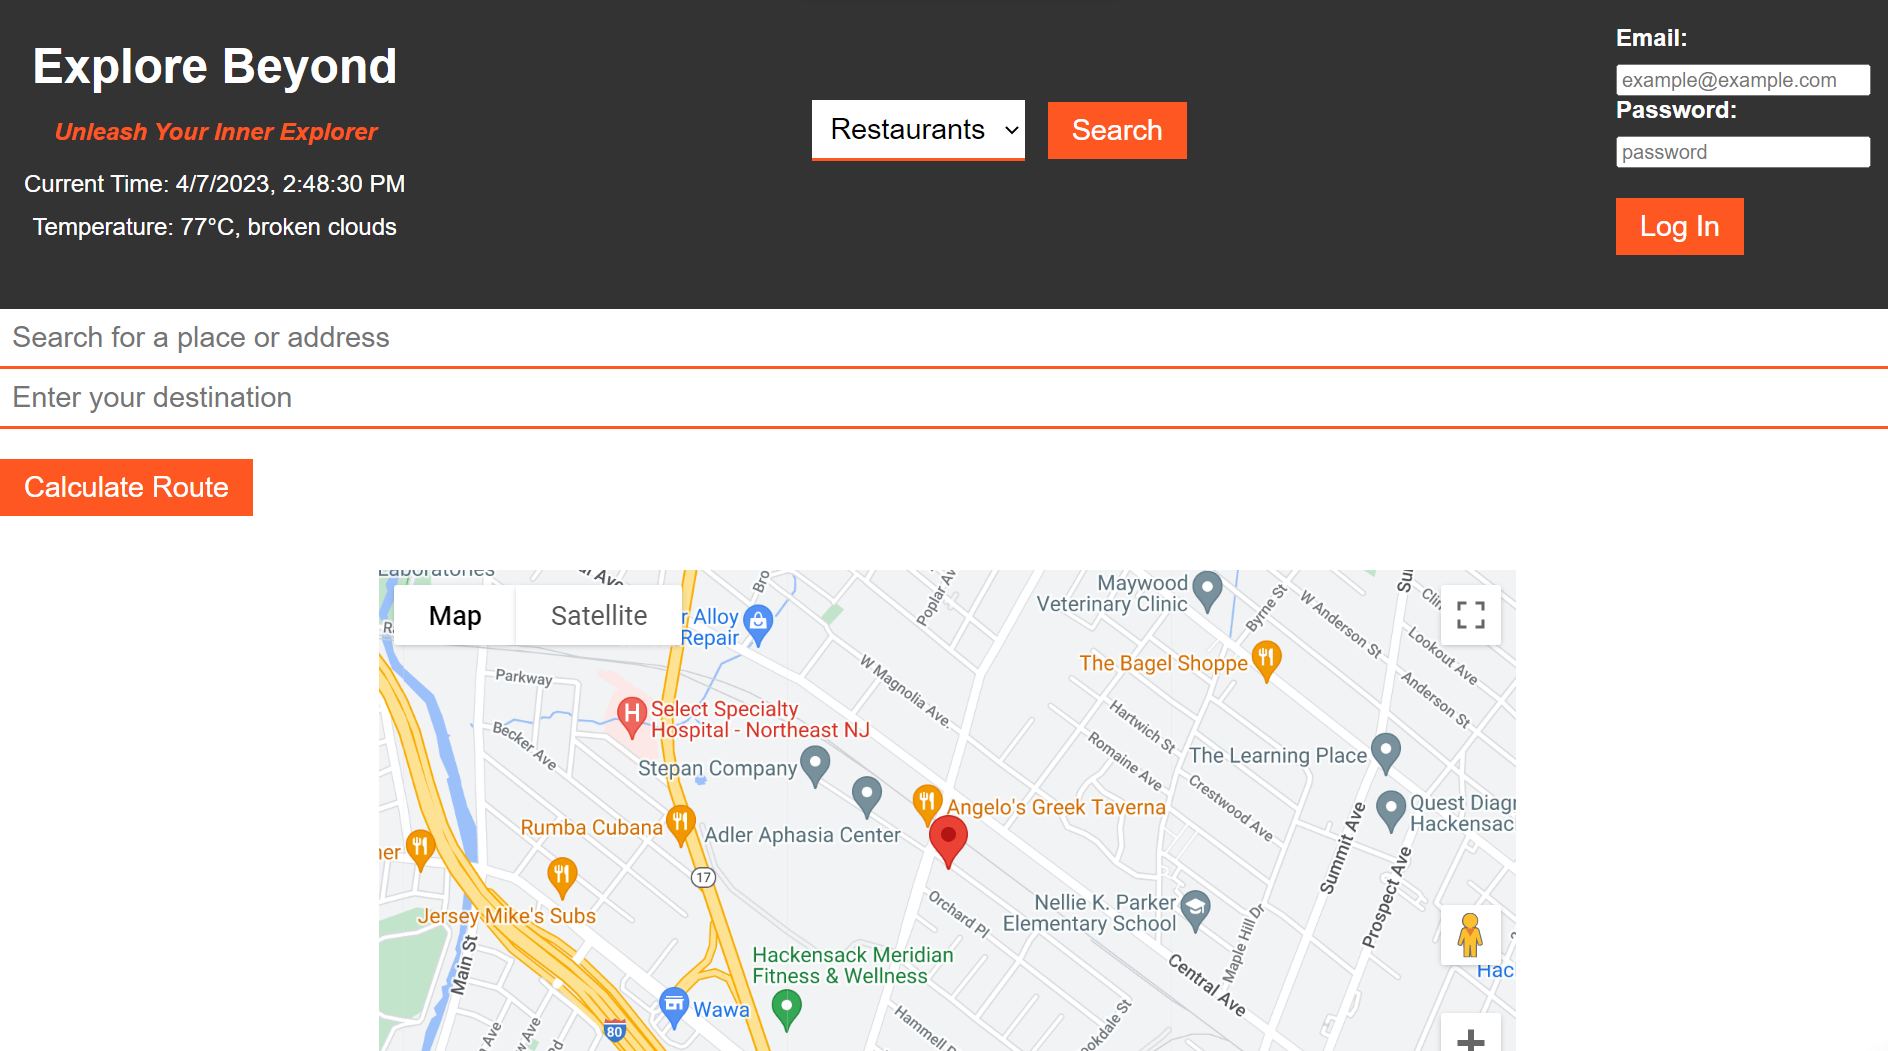 Explore Beyond
Unleash Your Inner Explorer
Current Time: 4/7/2023, 2:48:30 PM
Temperature: 77°C, broken clouds
Restaurants
Search
Email:
example@example.com
Password:
password
Log In
Search for a place or address
Enter your destination
Calculate Route
Laboratories
Map
Satellite
Alloy
Repair
Maywood
Veterinary Clinic
Poplar
Byrne St
W Anderson St
Lookout Ave
Anderson St
The Bagel Shoppe
W Magnolia Ave.
Parkway
Becker Ave
Select Specialty
Hospital - Northeast NJ
Stepan Company
Hartwich St
Romaine Ave
Crestwood Ave
The Learning Place
Quest Diagr
Hackensac
Angelo's Greek Taverna
Rumba Cubana
Adler Aphasia Center
Summit Ave
Prospect Ave
17
Jersey Mike's Subs
Orchard Pl
Nellie K. Parker
Elementary School
Maple Hill Dr
Main St
Hackensack Meridian
Fitness & Wellness
Central Ave
Hac
Wawa
80
Hammell
ookdale St